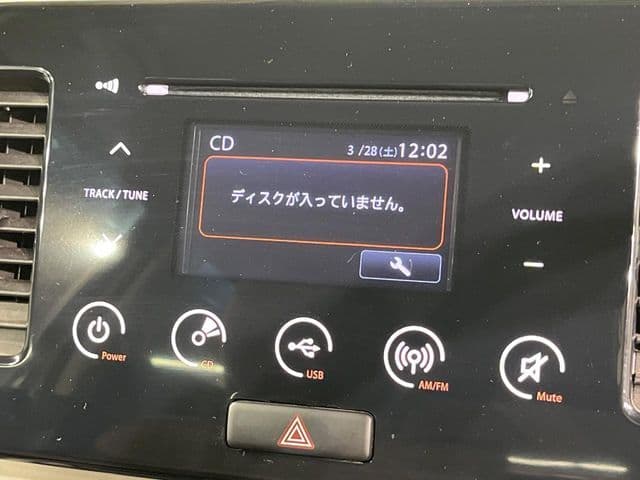 CD
3/28(土)12:02
ディスクが入っていません。
TRACK/TUNE
VOLUME
Power
CD
USB
AM/FM
Mute